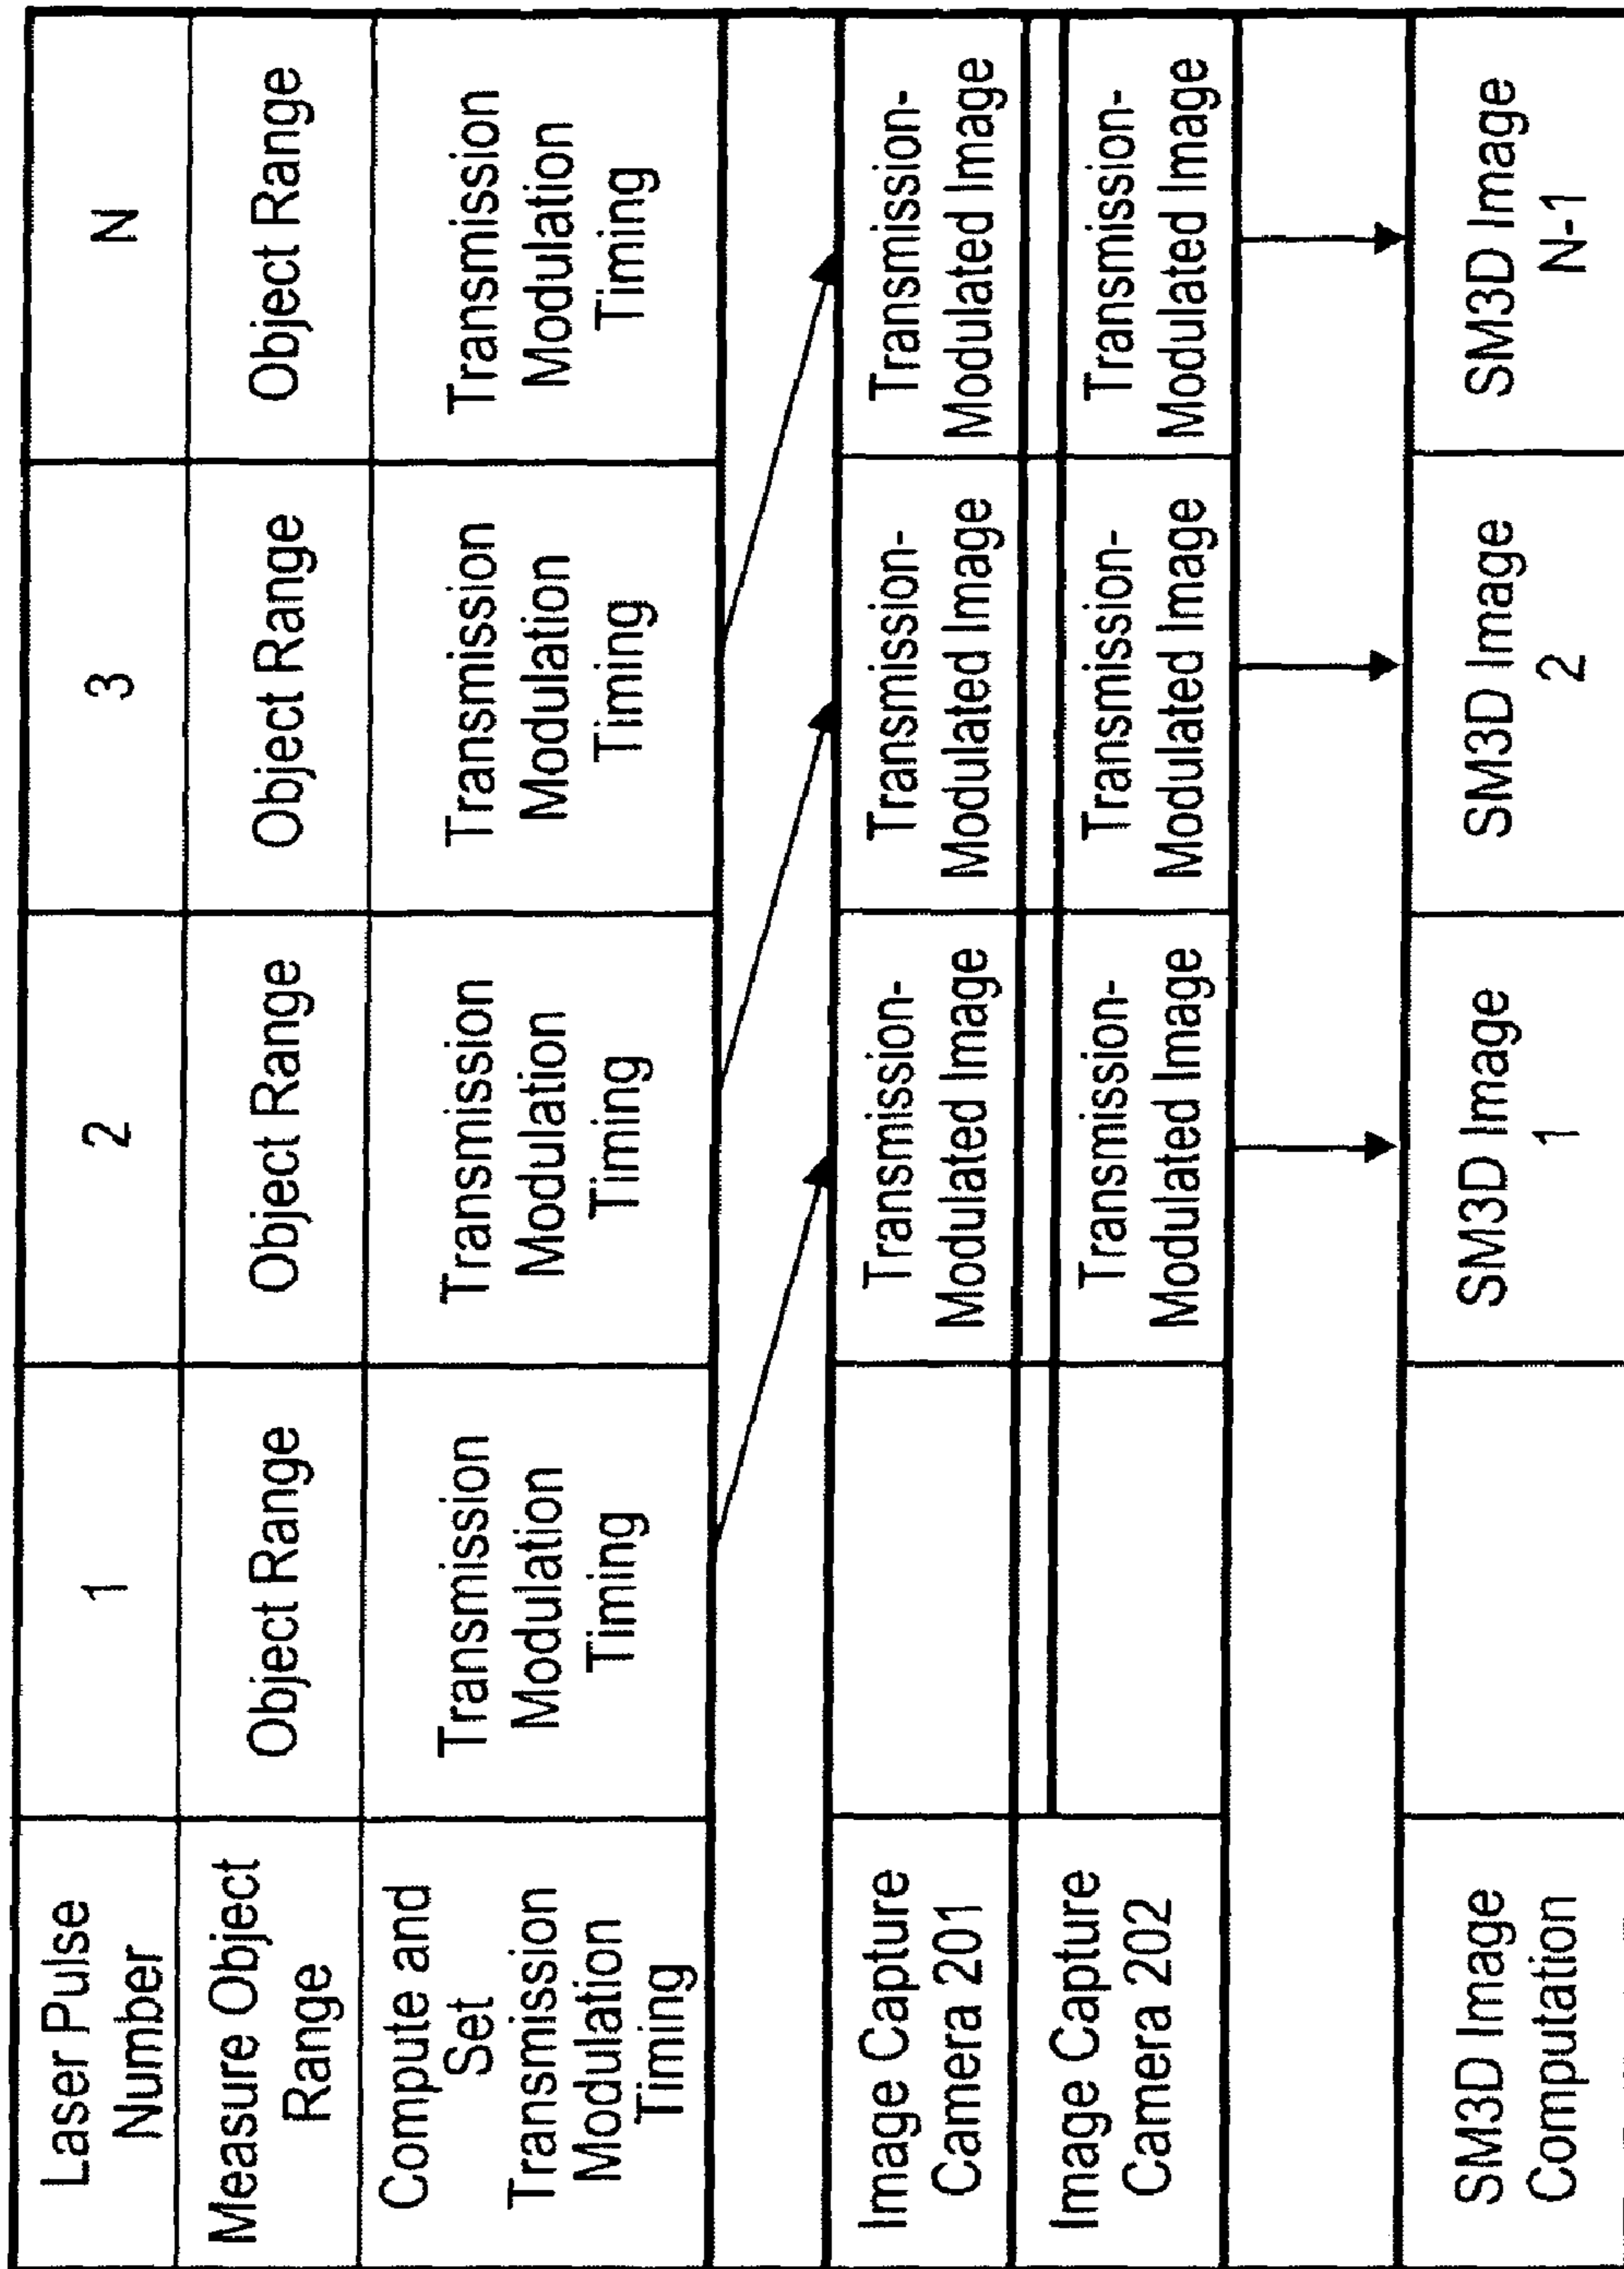 Laser Pulse
Number
1
2
3
N
Measure Object
Range
Object Range
Object Range
Object Range
Object Range
Compute and
Set
Transmission
Modulation
Timing
Transmission
Modulation
Timing
Transmission
Modulation
Timing
Transmission
Modulation
Timing
Transmission
Modulation
Timing
Image Capture
Camera 201
Transmission-
Modulated Image
Transmission-
Modulated Image
Transmission-
Modulated Image
Image Capture
Camera 202
Transmission-
Modulated Image
Transmission-
Modulated Image
Transmission-
Modulated Image
SM3D Image
Computation
SM3D Image
1
SM3D Image
2
SM3D Image
N-1